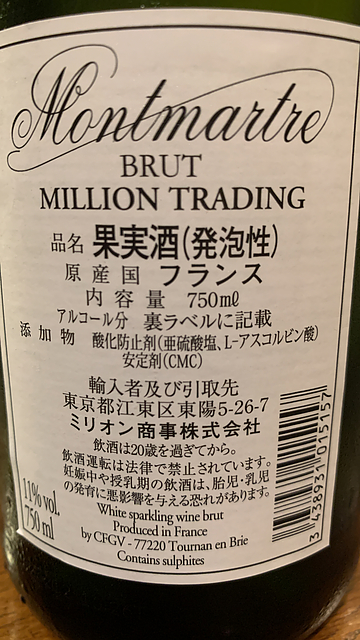 Montmartre
BRUT
MILLION TRADING
品名 果実酒(発泡性)
原産国 フランス
内容量 750㎖
アルコール分 裏ラベルに記載
添加物 酸化防止剤(亜硫酸塩、L-アスコルビン酸)
安定剤(CMC)
輸入者及び引取先
東京都江東区東陽5-26-7
ミリオン商事株式会社
飲酒は20歳を過ぎてから。
飲酒運転は法律で禁止されています。
妊娠中や授乳期の飲酒は、胎児・乳児
の発育に悪影響を与える恐れがあります。
11% vol.
750 ml
White sparkling wine brut
Produced in France
by CFGV - 77220 Tournan en Brie
Contains sulphites
3 438931 015157